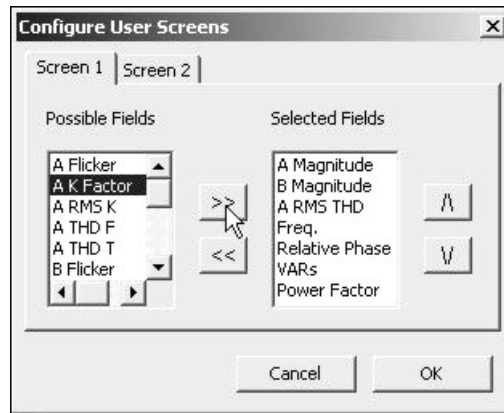 Configure User Screens
Screen 1 Screen 2
Possible Fields
Selected Fields
A Flicker
A K Factor
A RMS K
A THD F
A THD T
B Flicker
>>
<<
A Magnitude
B Magnitude
A RMS THD
Freq.
Relative Phase
VARs
Power Factor
/\
\/
Cancel
OK